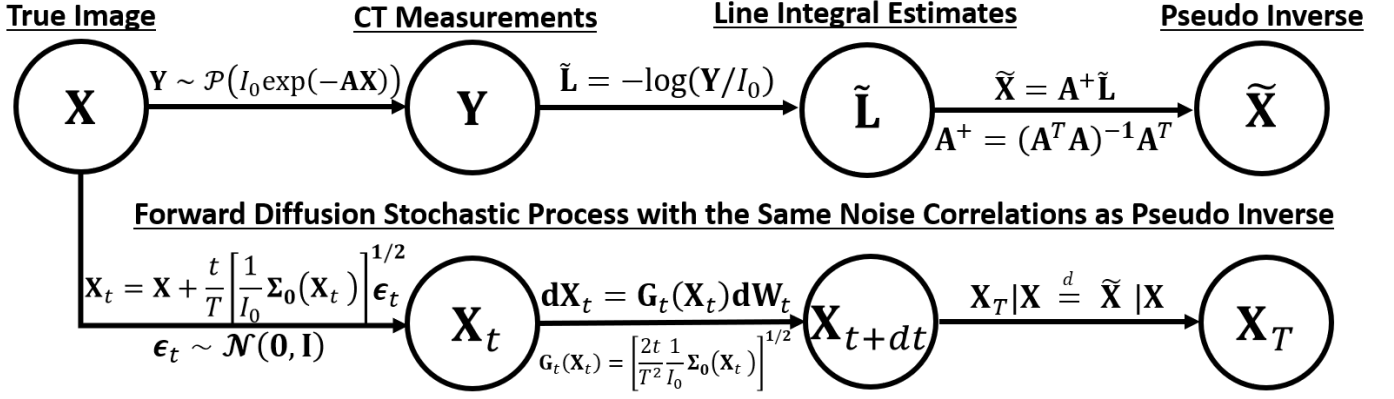 True Image CT Measurements Line Integral Estimates Pseudo Inverse
X Y ~ 𝒫(I₀exp(−AX)) Y L̃ = −log(Y/I₀) L̃ X̃ = A⁺L̃ X̃
A⁺ = (AᵀA)⁻¹Aᵀ
Forward Diffusion Stochastic Process with the Same Noise Correlations as Pseudo Inverse
Xₜ = X + t/T [1/I₀ Σ₀(Xₜ)]^{1/2} ϵₜ Xₜ dXₜ = Gₜ(Xₜ)dWₜ X_{t+dt} X_T|X =^d X̃ |X X_T
ϵₜ ~ 𝒩(0, I) Gₜ(Xₜ) = [2t/T² 1/I₀ Σ₀(Xₜ)]^{1/2}